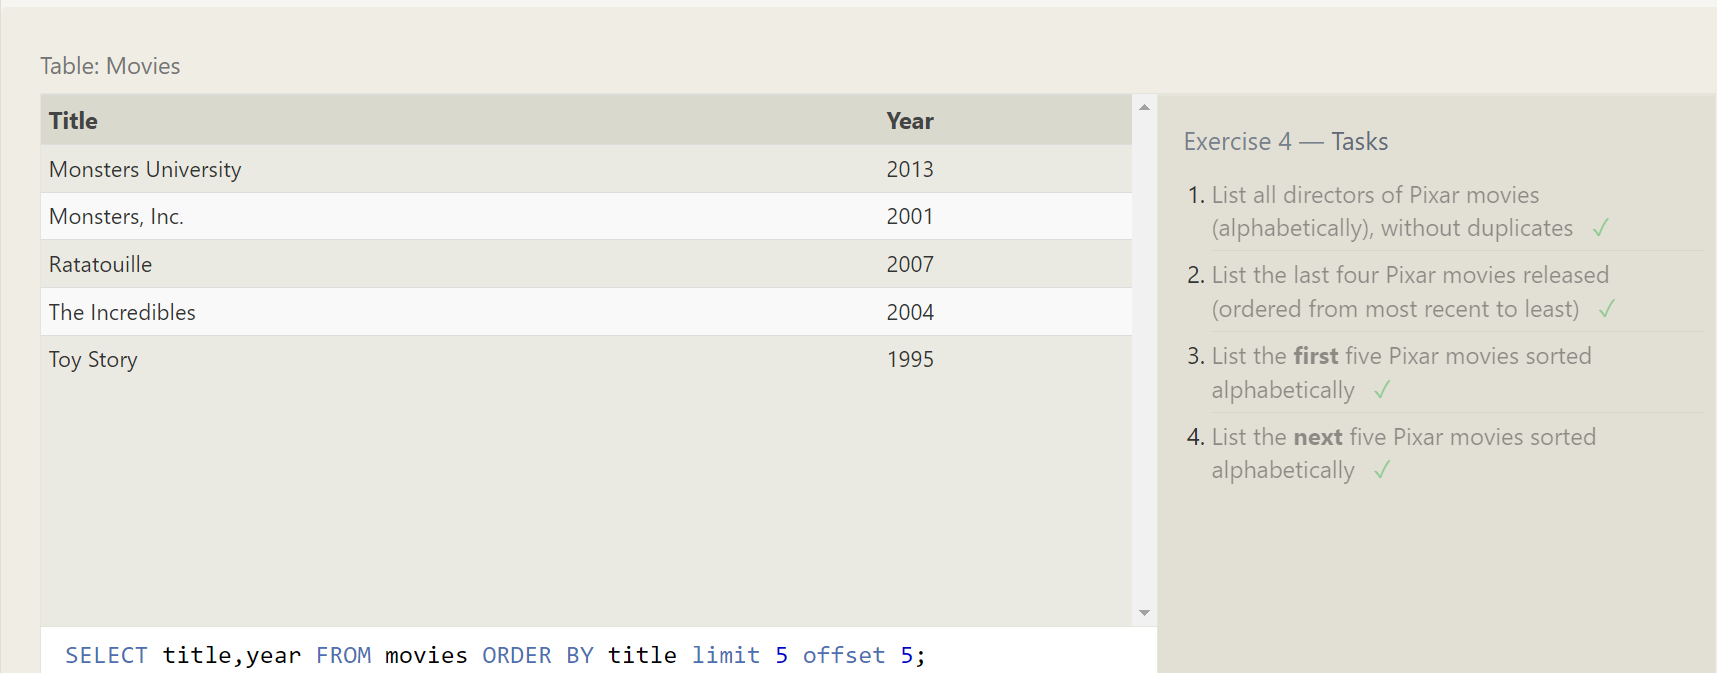 Table: Movies
Title Year
Monsters University 2013
Monsters, Inc. 2001
Ratatouille 2007
The Incredibles 2004
Toy Story 1995
SELECT title,year FROM movies ORDER BY title limit 5 offset 5;
Exercise 4 — Tasks
1. List all directors of Pixar movies
(alphabetically), without duplicates ✓
2. List the last four Pixar movies released
(ordered from most recent to least) ✓
3. List the first five Pixar movies sorted
alphabetically ✓
4. List the next five Pixar movies sorted
alphabetically ✓